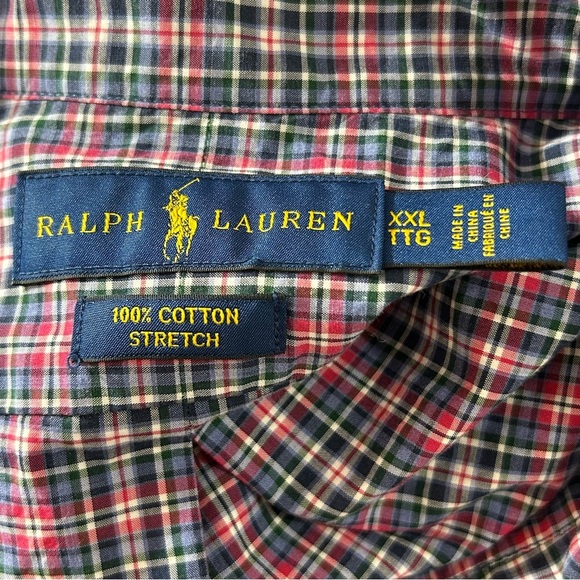 RALPH LAUREN
XXL
TTG
MADE IN
CHINA
FABRIQUÉ EN
CHINE
100% COTTON
STRETCH